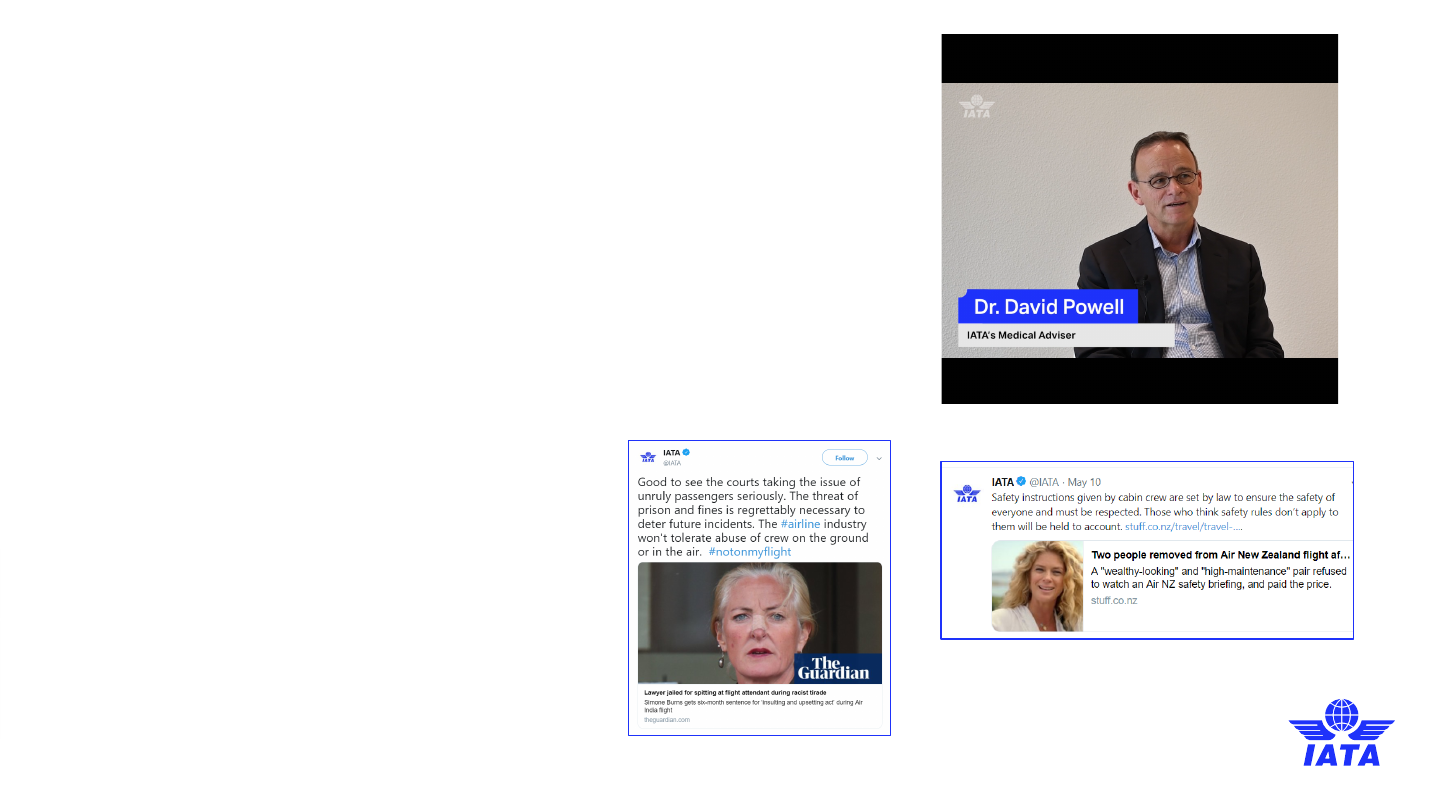 IATA
Dr. David Powell
IATA's Medical Adviser
IATA
@IATA
Follow
Good to see the courts taking the issue of
unruly passengers seriously. The threat of
prison and fines is regrettably necessary to
deter future incidents. The #airline industry
won't tolerate abuse of crew on the ground
or in the air. #notonmyflight
The
Guardian
Lawyer jailed for spitting at flight attendant during racist tirade
Simone Burns gets six-month sentence for 'insulting and upsetting act' during Air
India flight
theguardian.com
IATA @IATA · May 10
Safety instructions given by cabin crew are set by law to ensure the safety of
everyone and must be respected. Those who think safety rules don't apply to
them will be held to account. stuff.co.nz/travel/travel-....
Two people removed from Air New Zealand flight af...
A "wealthy-looking" and "high-maintenance" pair refused
to watch an Air NZ safety briefing, and paid the price.
stuff.co.nz
IATA